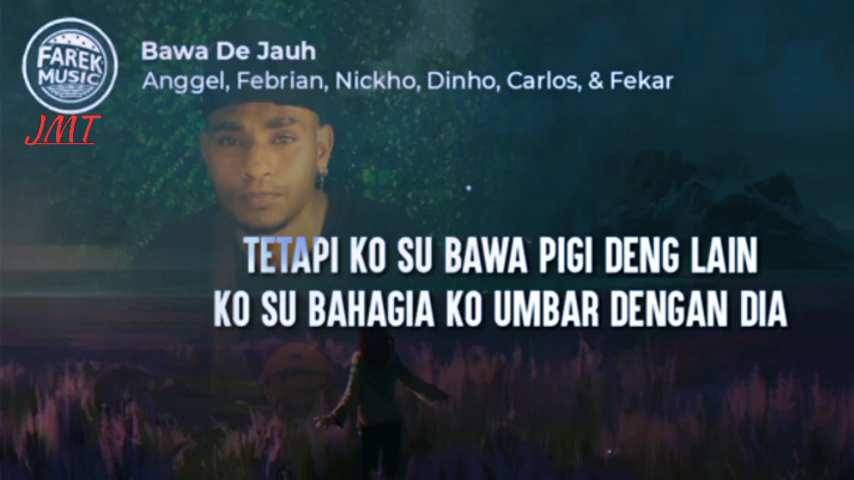 FAREK
MUSIC
JMT
Bawa De Jauh
Anggel, Febrian, Nickho, Dinho, Carlos, & Fekar
TETAPI KO SU BAWA PIGI DENG LAIN
KO SU BAHAGIA KO UMBAR DENGAN DIA